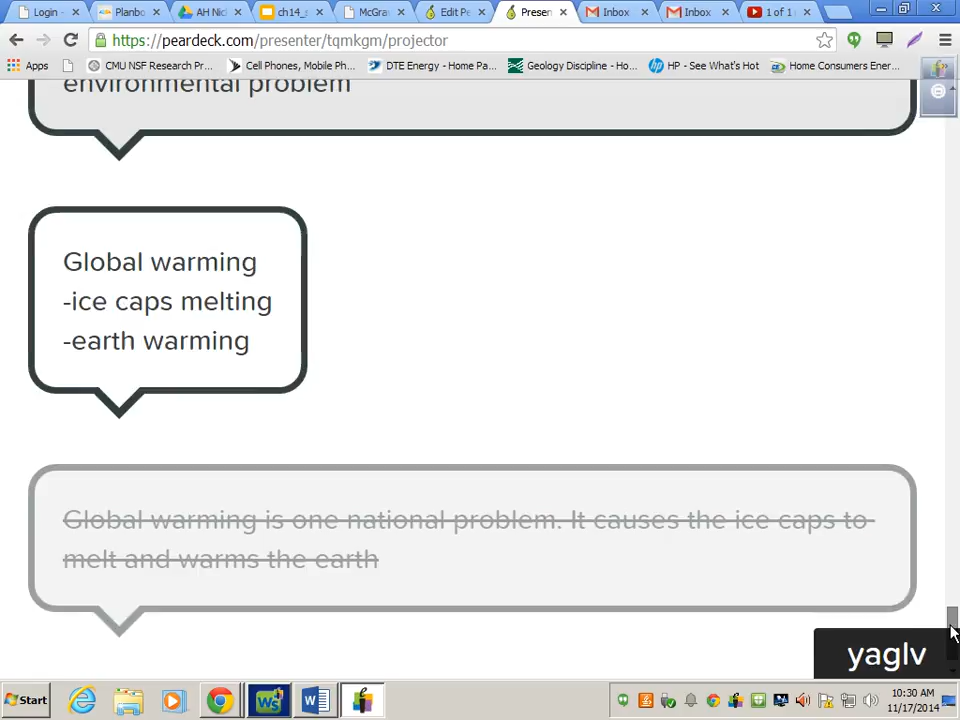 Login -
Planbo
AH Nic
ch14_
McGra
Edit Pe
Presen
Inbox
Inbox
1 of 1
https://peardeck.com/presenter/tqmkgm/projector
Apps
CMU NSF Research Pr...
Cell Phones, Mobile Ph...
DTE Energy - Home Pa...
Geology Discipline - Ho...
HP - See What's Hot
Home Consumers Ener...
environmental problem
Global warming
-ice caps melting
-earth warming
Global warming is one national problem. It causes the ice caps to
melt and warms the earth
yaglv
Start
10:30 AM
11/17/2014